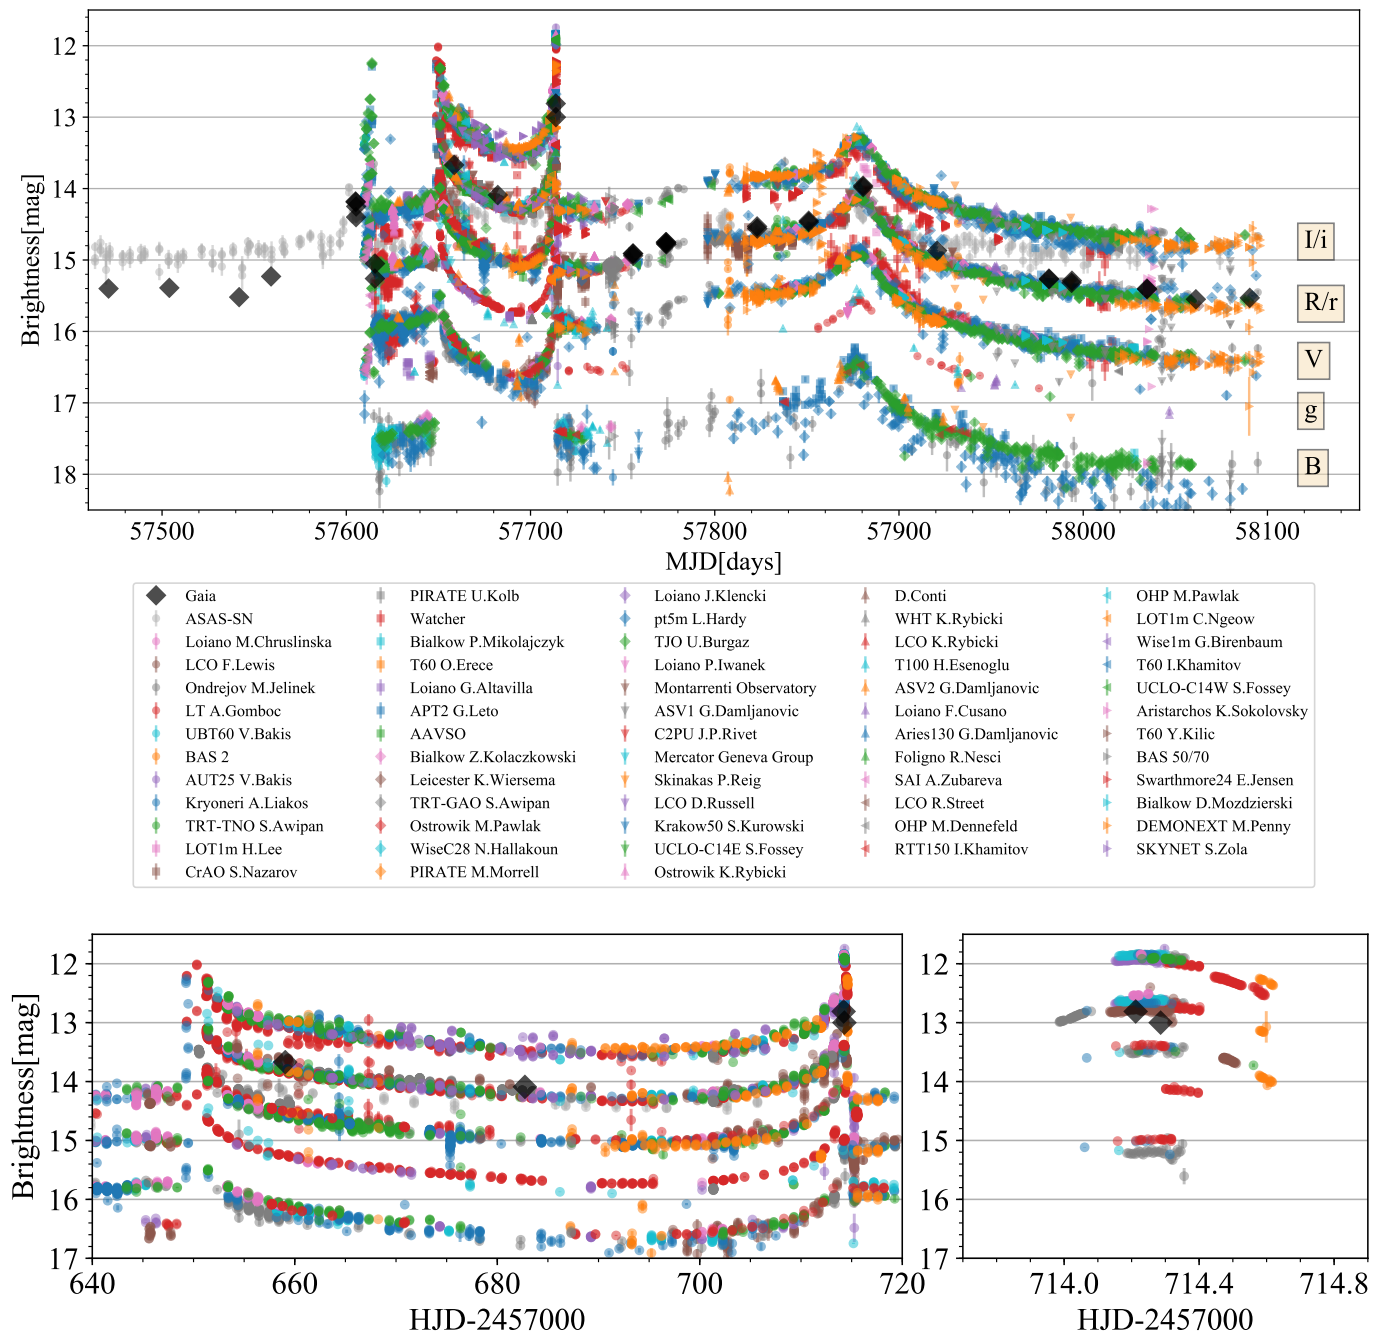 12
13
14
15
16
17
18
Brightness[mag]
I/i
R/r
V
g
B
57500 57600 57700 57800 57900 58000 58100
MJD[days]
Gaia PIRATE U.Kolb Loiano J.Klencki D.Conti OHP M.Pawlak
ASAS-SN Watcher pt5m L.Hardy WHT K.Rybicki LOT1m C.Ngeow
Loiano M.Chruslinska Bialkow P.Mikolajczyk TJO U.Burgaz LCO K.Rybicki Wise1m G.Birenbaum
LCO F.Lewis T60 O.Erece Loiano P.Iwanek T100 H.Esenoglu T60 I.Khamitov
Ondrejov M.Jelinek Loiano G.Altavilla Montarrenti Observatory ASV2 G.Damljanovic UCLO-C14W S.Fossey
LT A.Gomboc APT2 G.Leto ASV1 G.Damljanovic Loiano F.Cusano Aristarchos K.Sokolovsky
UBT60 V.Bakis AAVSO C2PU J.P.Rivet Aries130 G.Damljanovic T60 Y.Kilic
BAS 2 Bialkow Z.Kolaczkowski Mercator Geneva Group Foligno R.Nesci BAS 50/70
AUT25 V.Bakis Leicester K.Wiersema Skinakas P.Reig SAI A.Zubareva Swarthmore24 E.Jensen
Kryoneri A.Liakos TRT-GAO S.Awipan LCO D.Russell LCO R.Street Bialkow D.Mozdzierski
TRT-TNO S.Awipan Ostrowik M.Pawlak Krakow50 S.Kurowski OHP M.Dennefeld DEMONEXT M.Penny
LOT1m H.Lee WiseC28 N.Hallakoun UCLO-C14E S.Fossey RTT150 I.Khamitov SKYNET S.Zola
CrAO S.Nazarov PIRATE M.Morrell Ostrowik K.Rybicki
12
13
14
15
16
17
Brightness[mag]
640 660 680 700 720
HJD-2457000
12
13
14
15
16
17
714.0 714.4 714.8
HJD-2457000